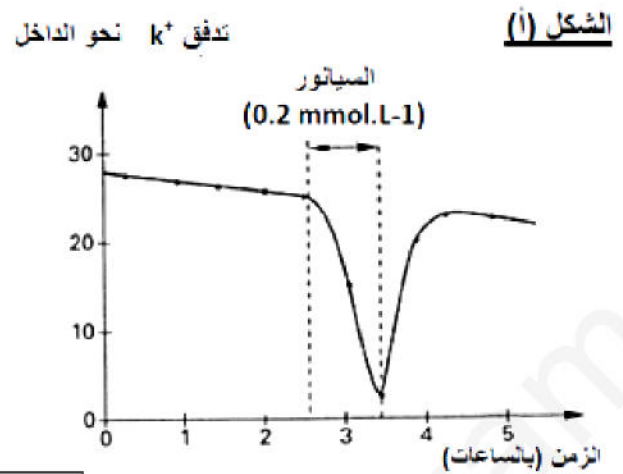 الشكل (أ)
تدفق k⁺ نحو الداخل
السيانور
(0.2 mmol.L-1)
30
20
10
0
0 1 2 3 4 5
الزمن (بالساعات)